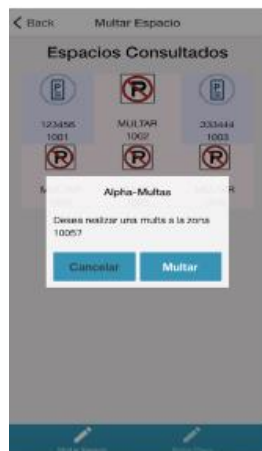 Back Multar Espacio
Espacios Consultados
123456 MULTAR 333444
1001 1002 1003
Alpha-Multas
Desea realizar una multa a la zona
1005?
Cancelar Multar